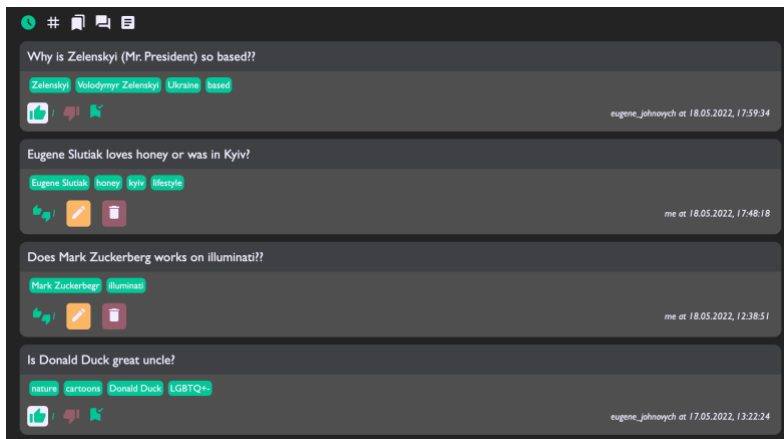 Why is Zelenskyi (Mr. President) so based??
Zelenskyi Volodymyr Zelenskyi Ukraine based
1
eugene_johnovych at 18.05.2022, 17:59:34
Eugene Slutiak loves honey or was in Kyiv?
Eugene Slutiak honey kyiv lifestyle
1
me at 18.05.2022, 17:48:18
Does Mark Zuckerberg works on illuminati??
Mark Zuckerbegr illuminati
1
me at 18.05.2022, 12:38:51
Is Donald Duck great uncle?
nature cartoons Donald Duck LGBTQ+-
1
eugene_johnovych at 17.05.2022, 13:22:24